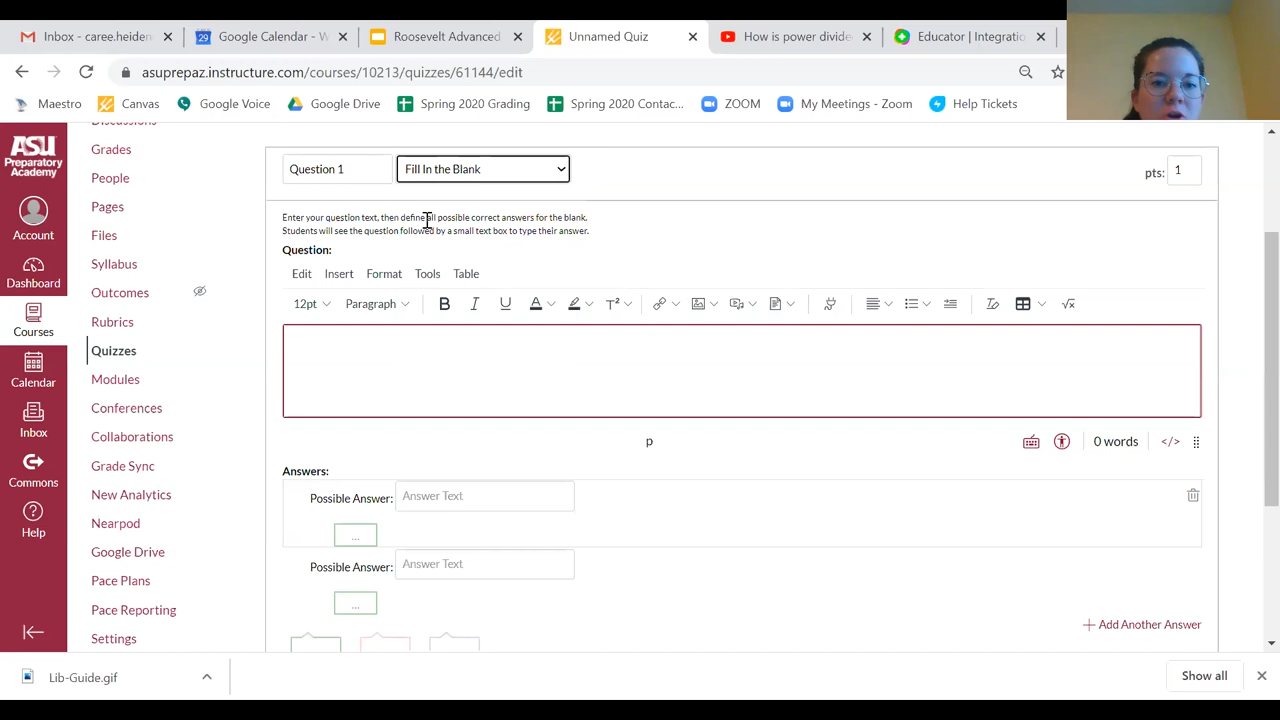 Inbox - caree.heiden
Google Calendar - W
Roosevelt Advanced
Unnamed Quiz
How is power divide
Educator | Integratio
asuprepaz.instructure.com/courses/10213/quizzes/61144/edit
Maestro
Canvas
Google Voice
Google Drive
Spring 2020 Grading
Spring 2020 Contac...
ZOOM
My Meetings - Zoom
Help Tickets
ASU
Preparatory
Academy
Account
Dashboard
Courses
Calendar
Inbox
Commons
Help
Discussions
Grades
People
Pages
Files
Syllabus
Outcomes
Rubrics
Quizzes
Modules
Conferences
Collaborations
Grade Sync
New Analytics
Nearpod
Google Drive
Pace Plans
Pace Reporting
Settings
Question 1
Fill In the Blank
pts: 1
Enter your question text, then define all possible correct answers for the blank.
Students will see the question followed by a small text box to type their answer.
Question:
Edit Insert Format Tools Table
12pt Paragraph B I U A T² √x
p
0 words </>
Answers:
Possible Answer: Answer Text
...
Possible Answer: Answer Text
...
+ Add Another Answer
Lib-Guide.gif
Show all